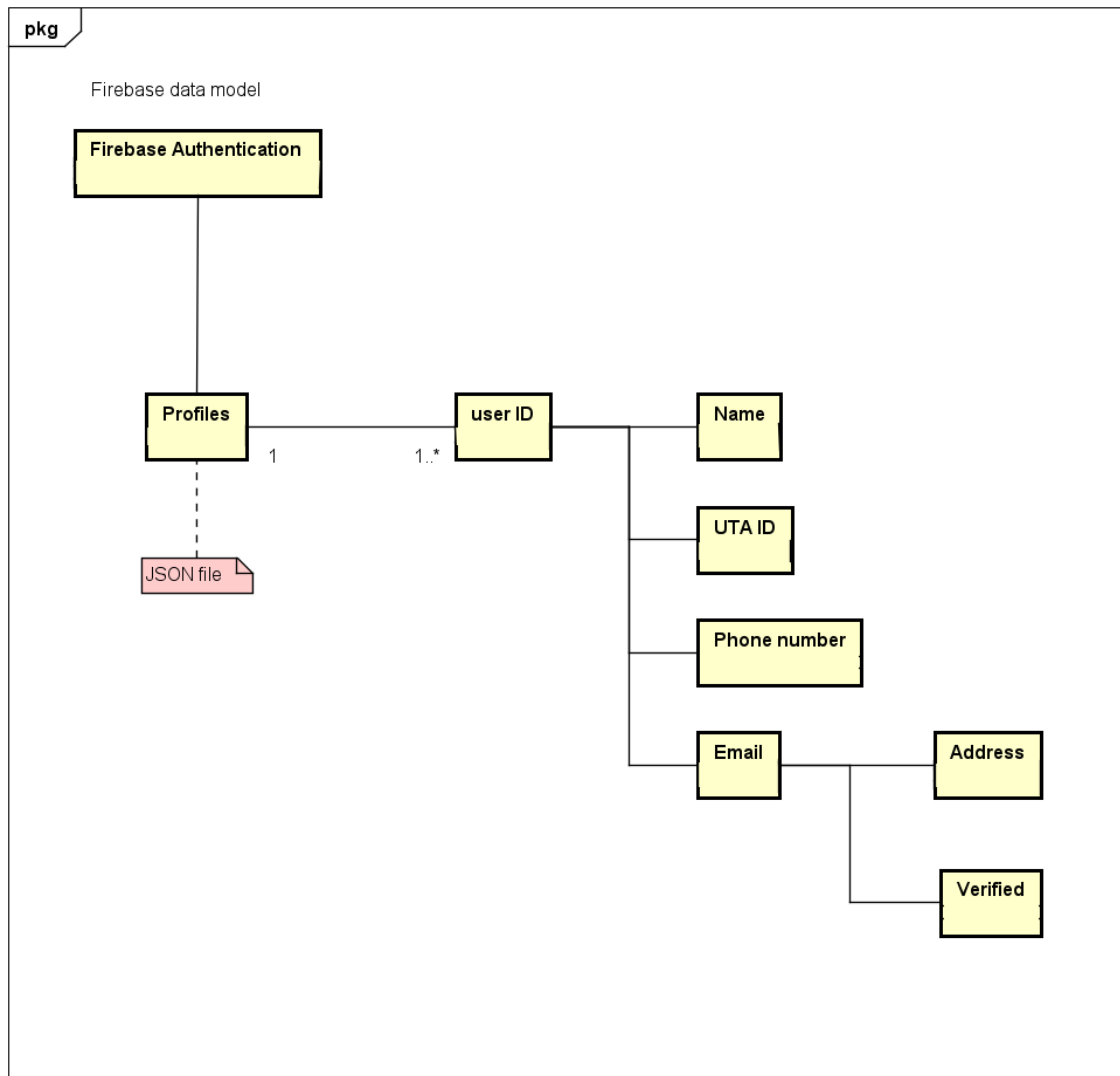 pkg
Firebase data model
Firebase Authentication
Profiles
user ID
Name
1
1..*
UTA ID
JSON file
Phone number
Email
Address
Verified